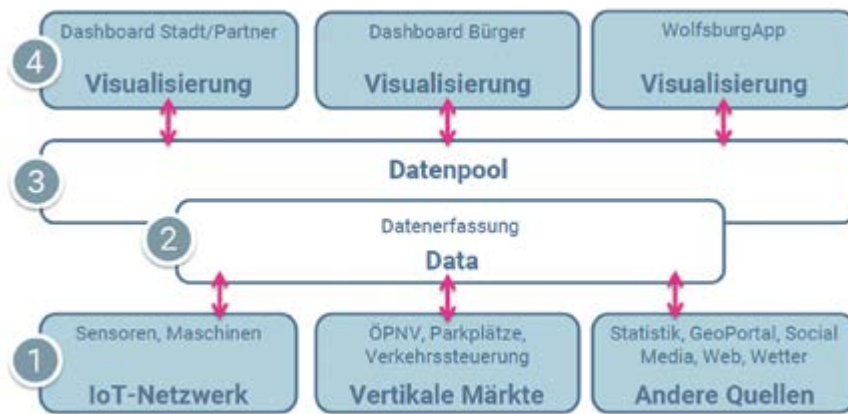 4
Dashboard Stadt/Partner
Visualisierung
Dashboard Bürger
Visualisierung
WolfsburgApp
Visualisierung
3
Datenpool
2
Datenerfassung
Data
1
Sensoren, Maschinen
IoT-Netzwerk
ÖPNV, Parkplätze,
Verkehrssteuerung
Vertikale Märkte
Statistik, GeoPortal, Social
Media, Web, Wetter
Andere Quellen